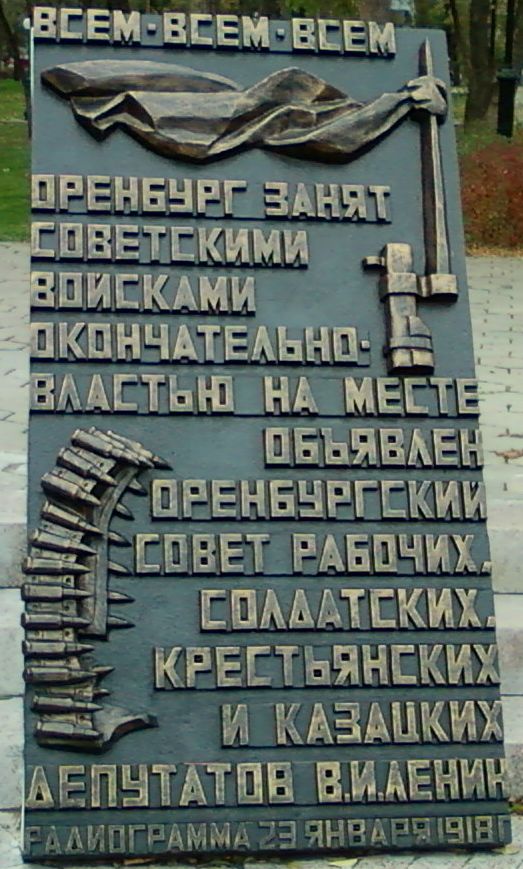 ВСЕМ·ВСЕМ·ВСЕМ
ОРЕНБУРГ ЗАНЯТ
СОВЕТСКИМИ
ВОЙСКАМИ
ОКОНЧАТЕЛЬНО·
ВЛАСТЬЮ НА МЕСТЕ
ОБЪЯВЛЕН
ОРЕНБУРГСКИЙ
СОВЕТ РАБОЧИХ,
СОЛДАТСКИХ,
КРЕСТЬЯНСКИХ
И КАЗАЦКИХ
ДЕПУТАТОВ В.И.ЛЕНИН
РАДИОГРАММА 23 ЯНВАРЯ 1918 Г